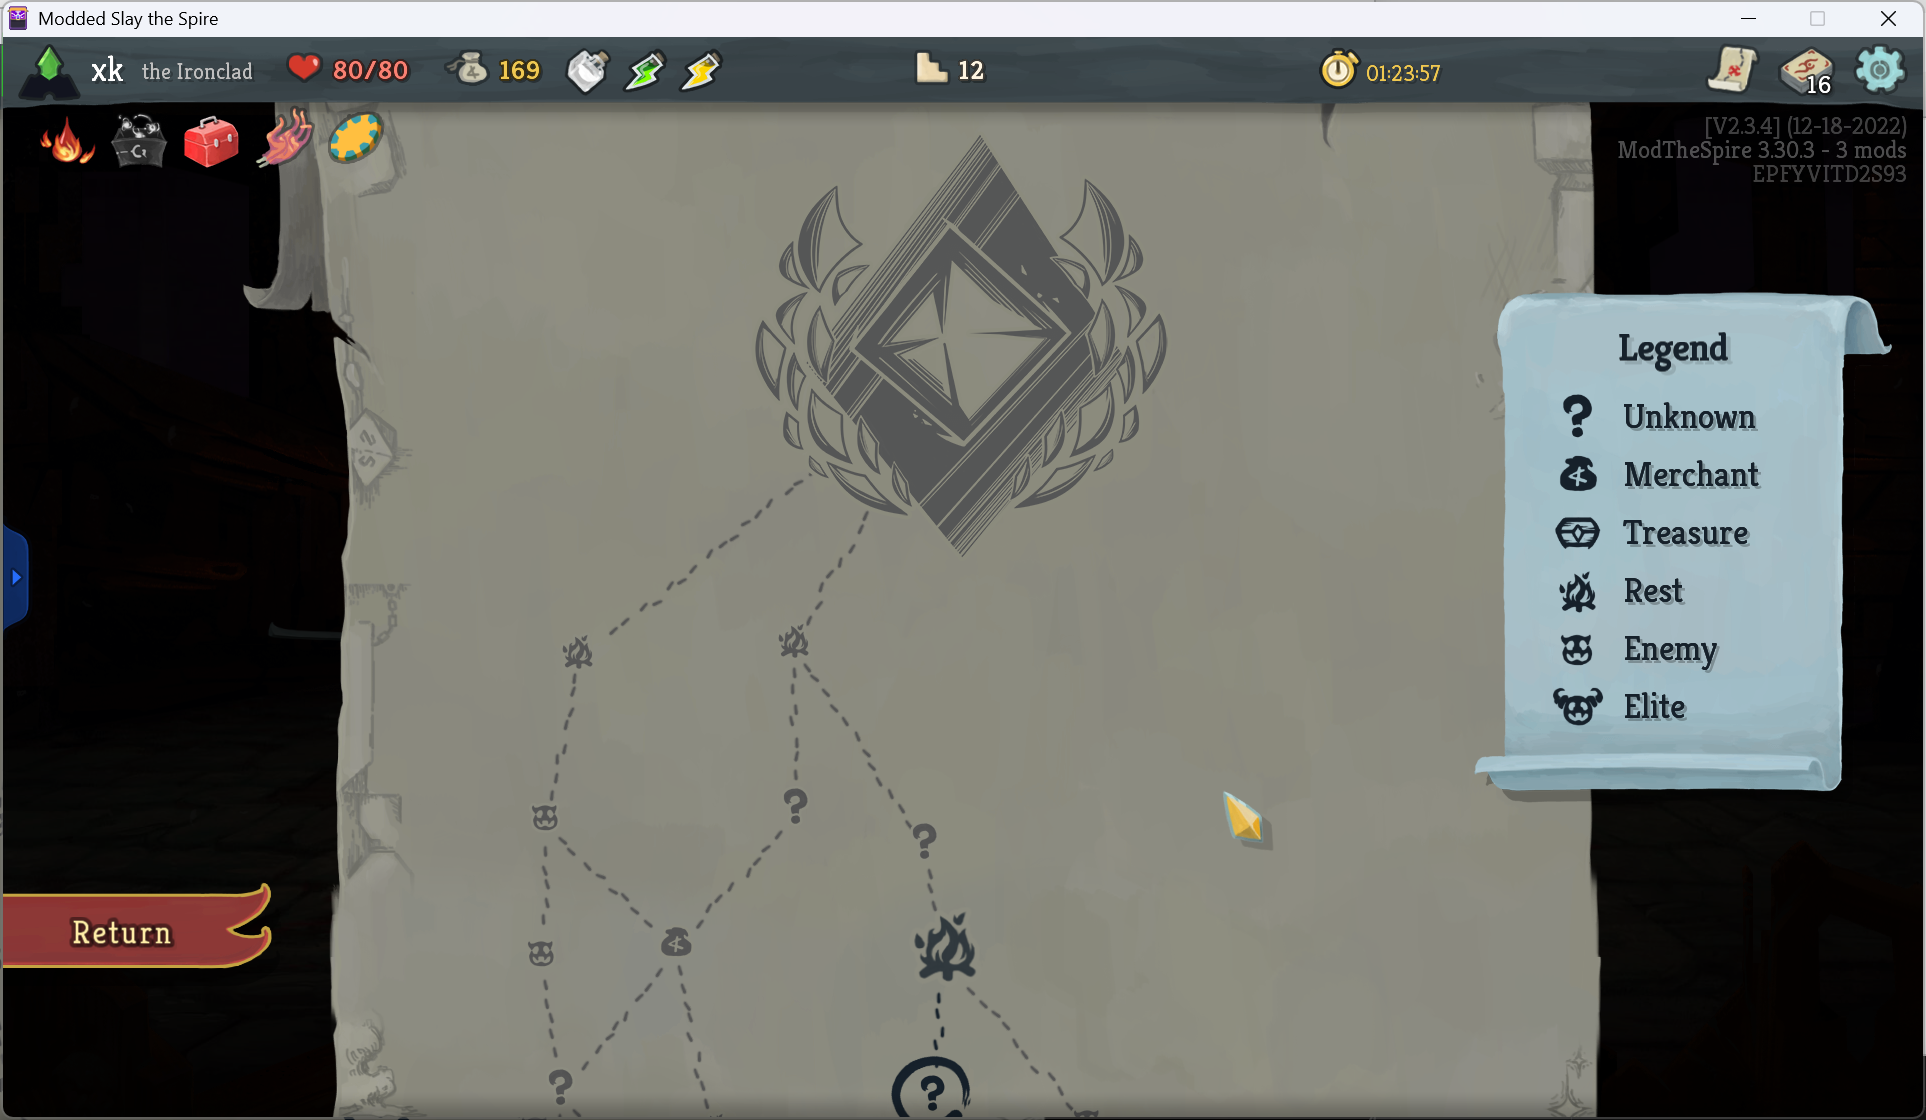 Modded Slay the Spire
xk the Ironclad 80/80 169 12 01:23:57 16
[V2.3.4] (12-18-2022)
ModTheSpire 3.30.3 - 3 mods
EPFYVITD2S93
Legend
Unknown
Merchant
Treasure
Rest
Enemy
Elite
Return